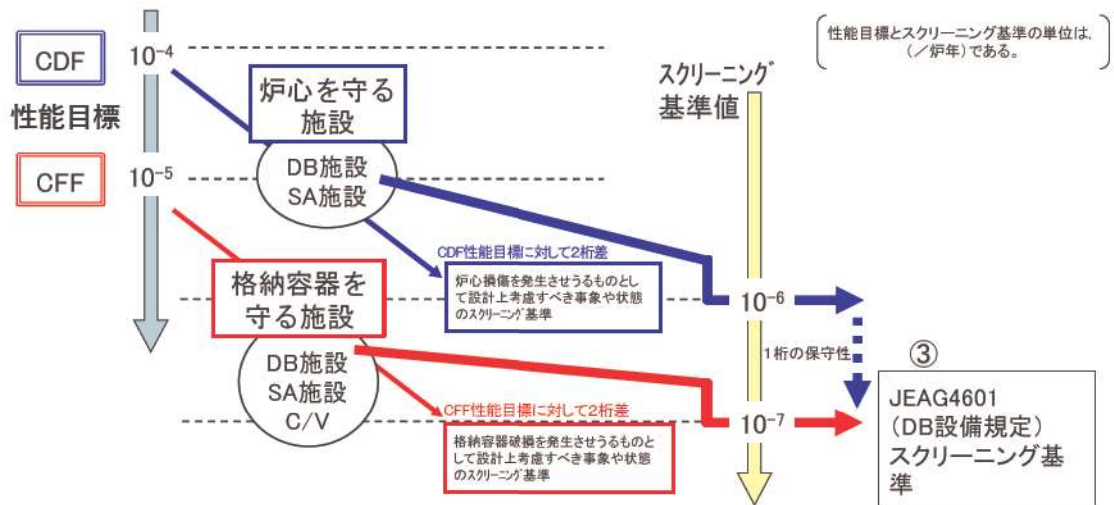 CDF
性能目標
CFF
10-4
10-5
炉心を守る
施設
DB施設
SA施設
格納容器を
守る施設
DB施設
SA施設
C/V
CDF性能目標に対して2桁差
炉心損傷を発生させうるものとし
て設計上考慮すべき事象や状態
のスクリーニング基準
CFF性能目標に対して2桁差
格納容器破損を発生させうるものと
して設計上考慮すべき事象や状態
のスクリーニング基準
スクリーニング
基準値
10-6
10-7
性能目標とスクリーニング基準の単位は、
(/炉年)である。
1桁の保守性
③
JEAG4601
(DB設備規定)
スクリーニング基
準